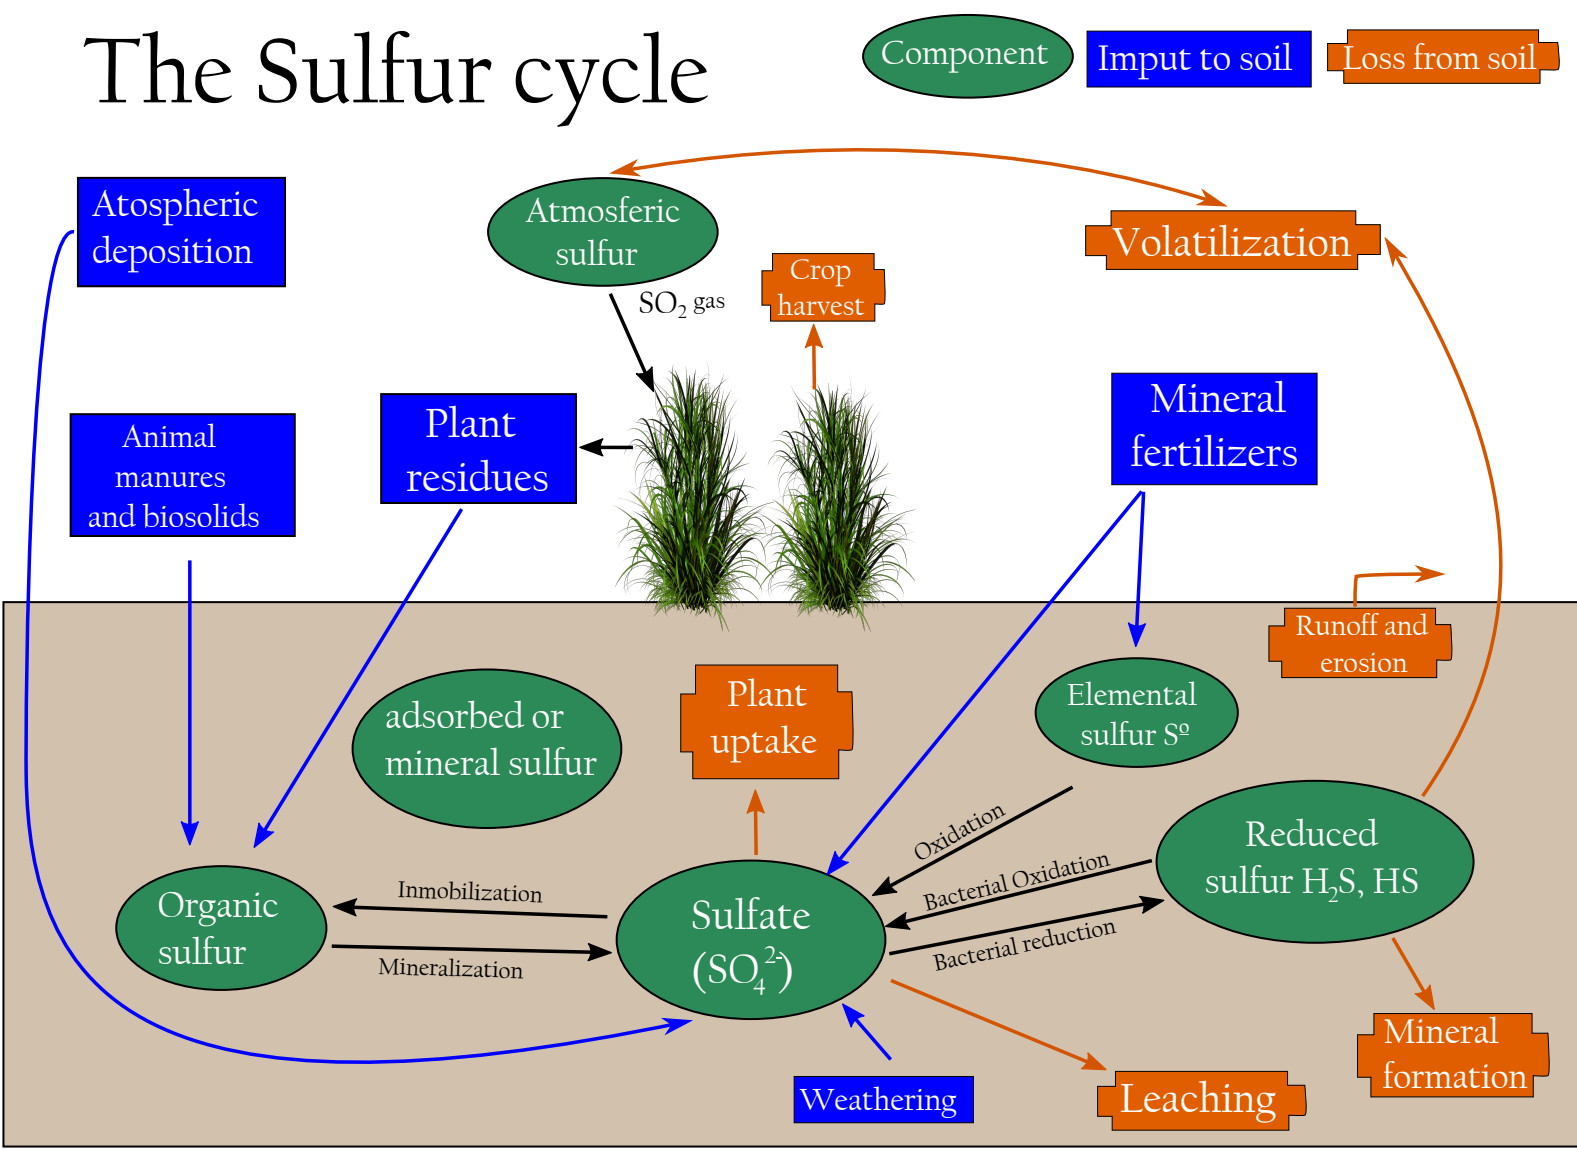 The Sulfur cycle
Component
Imput to soil
Loss from soil
Atospheric
deposition
Atmosferic
sulfur
SO₂ gas
Crop
harvest
Volatilization
Animal
manures
and biosolids
Plant
residues
Mineral
fertilizers
Runoff and
erosion
adsorbed or
mineral sulfur
Plant
uptake
Elemental
sulfur Sº
Oxidation
Bacterial Oxidation
Bacterial reduction
Reduced
sulfur H₂S, HS
Organic
sulfur
Inmobilization
Mineralization
Sulfate
(SO₄²⁻)
Weathering
Leaching
Mineral
formation